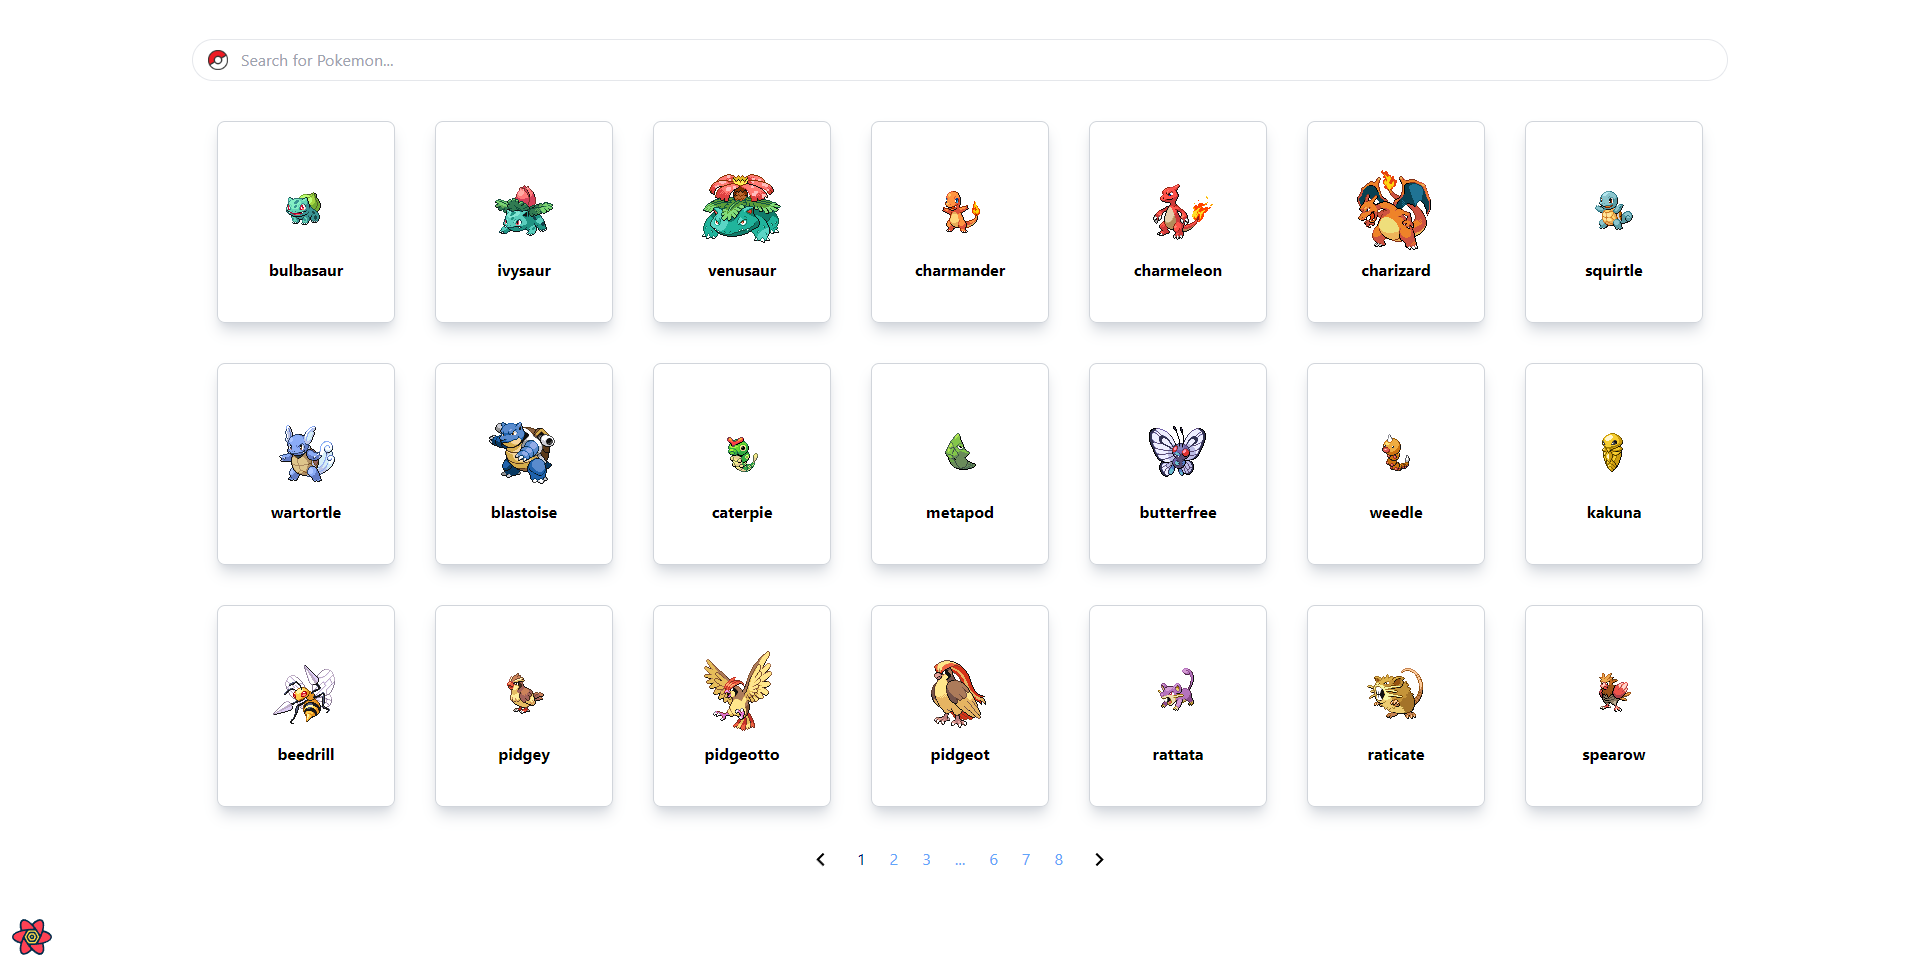 Search for Pokemon...
bulbasaur ivysaur venusaur charmander charmeleon charizard squirtle
wartortle blastoise caterpie metapod butterfree weedle kakuna
beedrill pidgey pidgeotto pidgeot rattata raticate spearow
1 2 3 ... 6 7 8